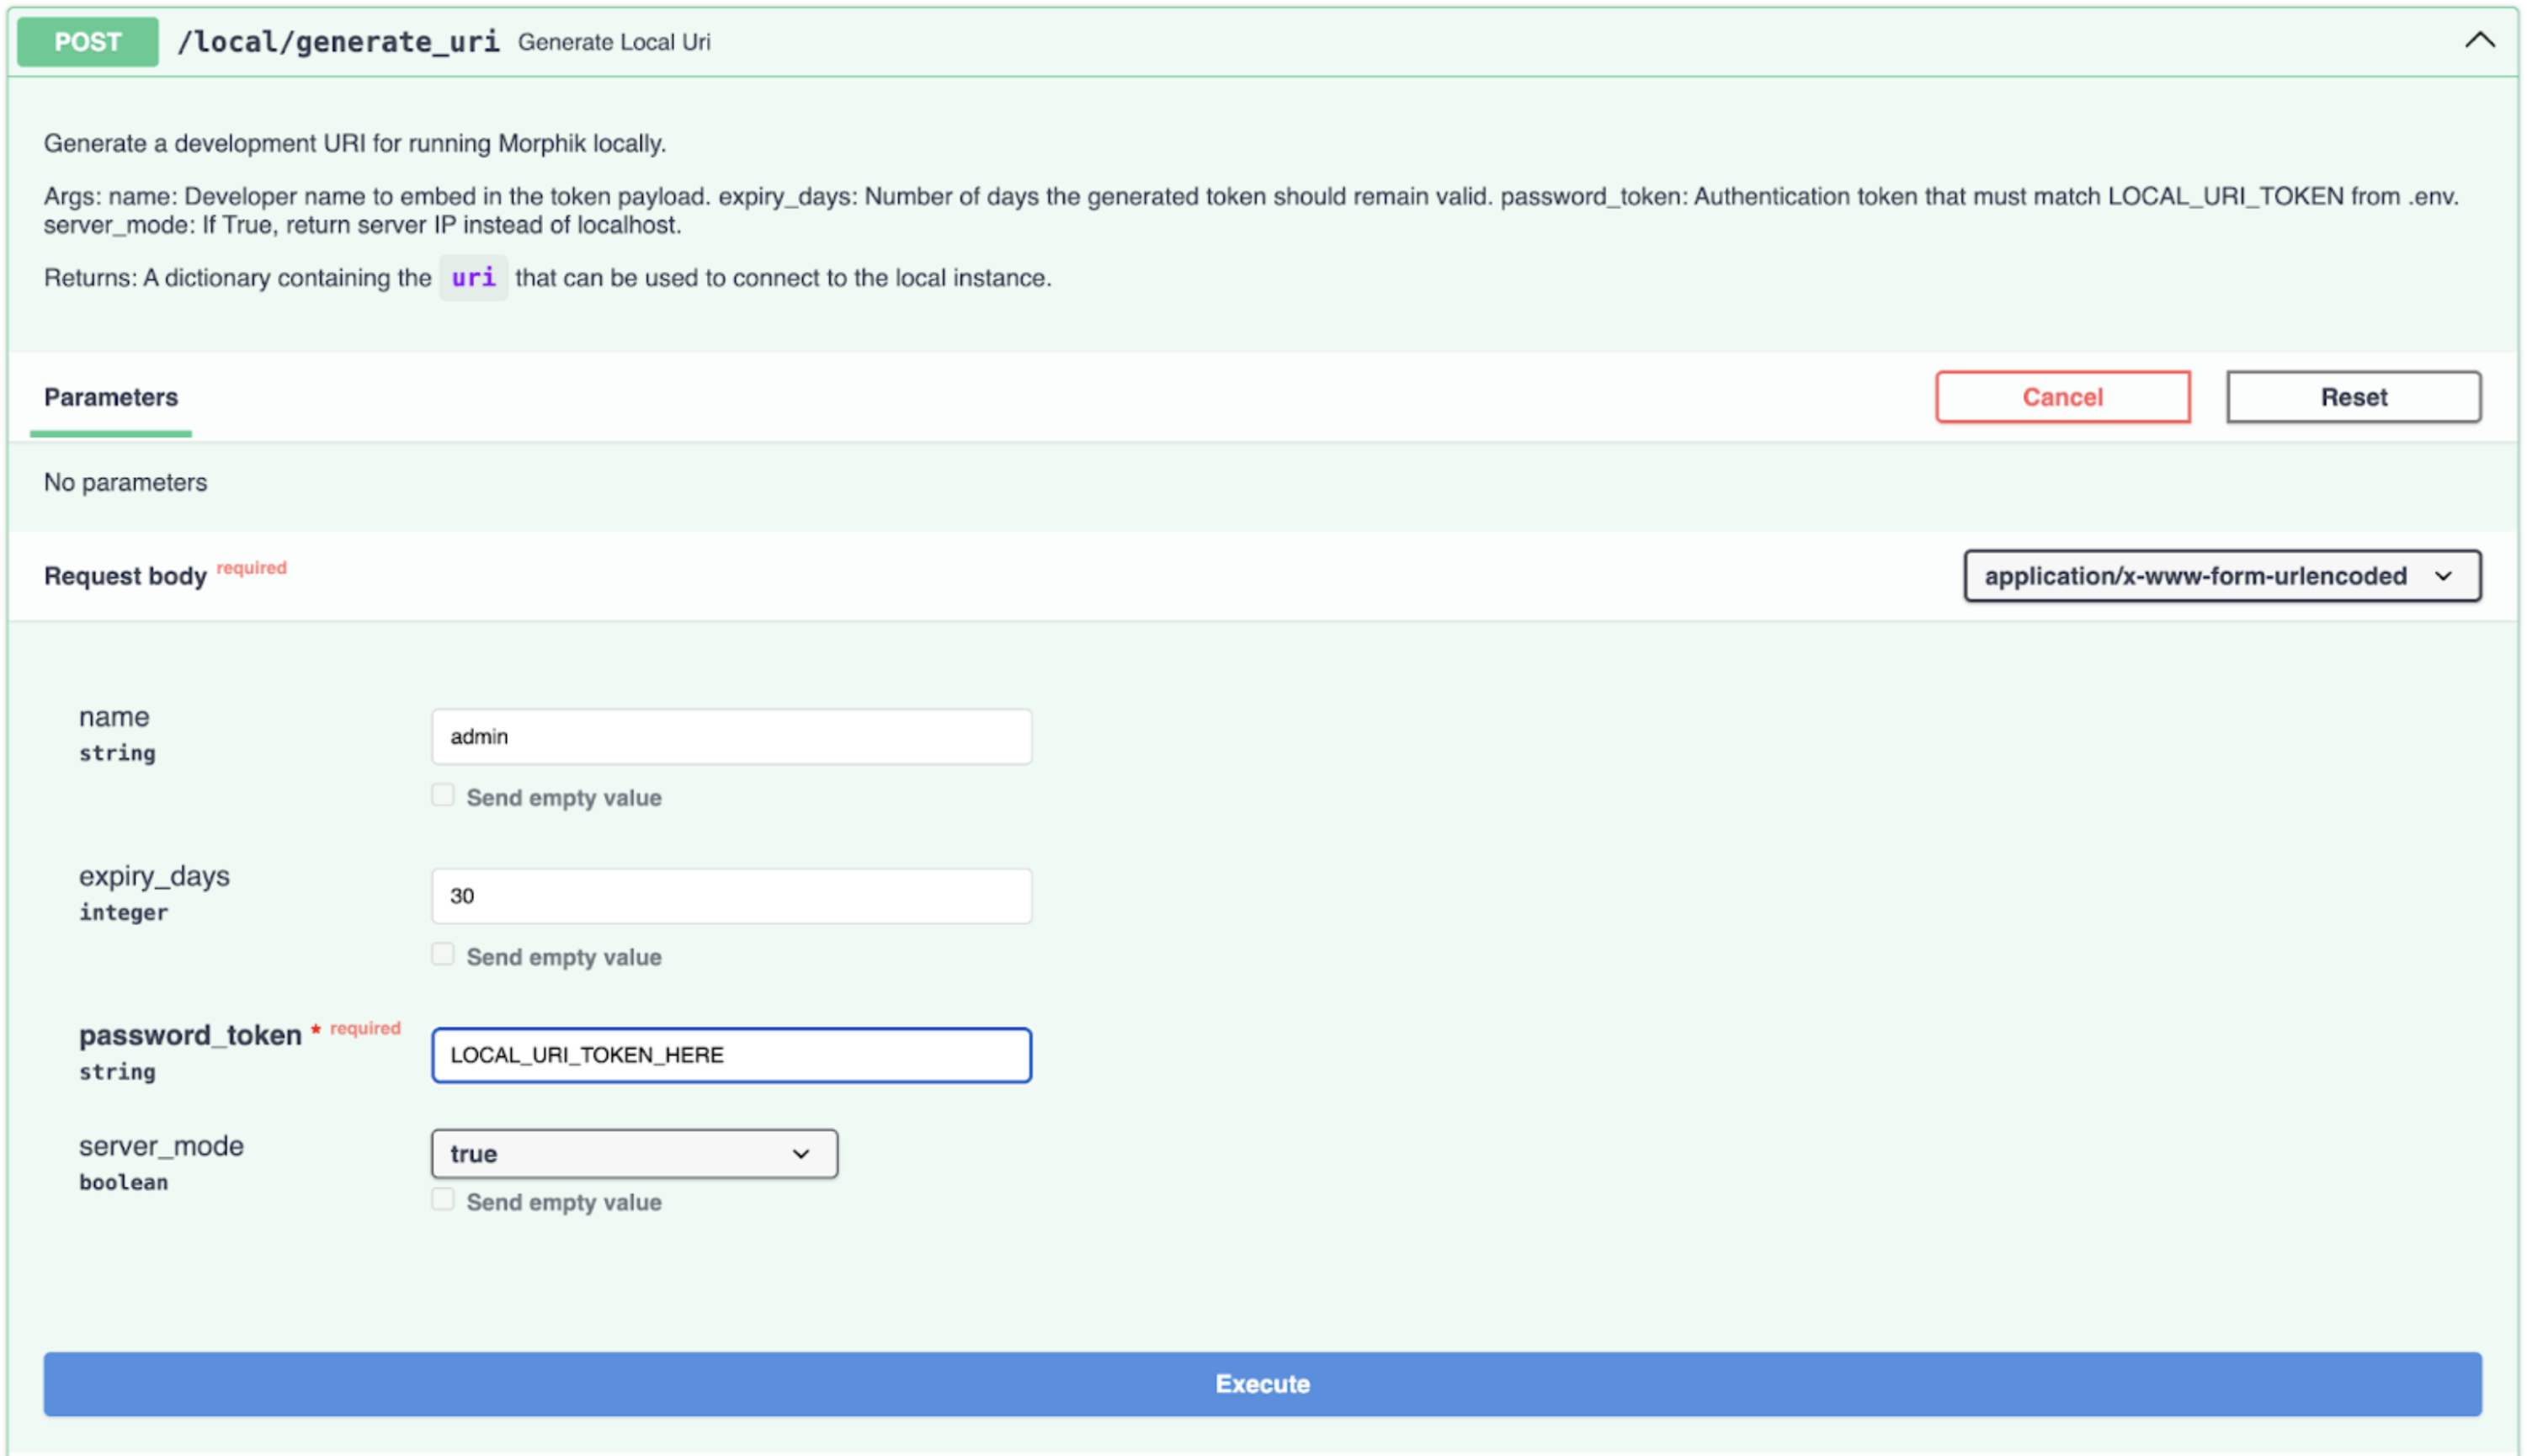 POST /local/generate_uri Generate Local Uri
Generate a development URI for running Morphik locally.
Args: name: Developer name to embed in the token payload. expiry_days: Number of days the generated token should remain valid. password_token: Authentication token that must match LOCAL_URI_TOKEN from .env.
server_mode: If True, return server IP instead of localhost.
Returns: A dictionary containing the uri that can be used to connect to the local instance.
Parameters Cancel Reset
No parameters
Request body required application/x-www-form-urlencoded
name
string
admin
Send empty value
expiry_days
integer
30
Send empty value
password_token * required
string
LOCAL_URI_TOKEN_HERE
server_mode
boolean
true
Send empty value
Execute